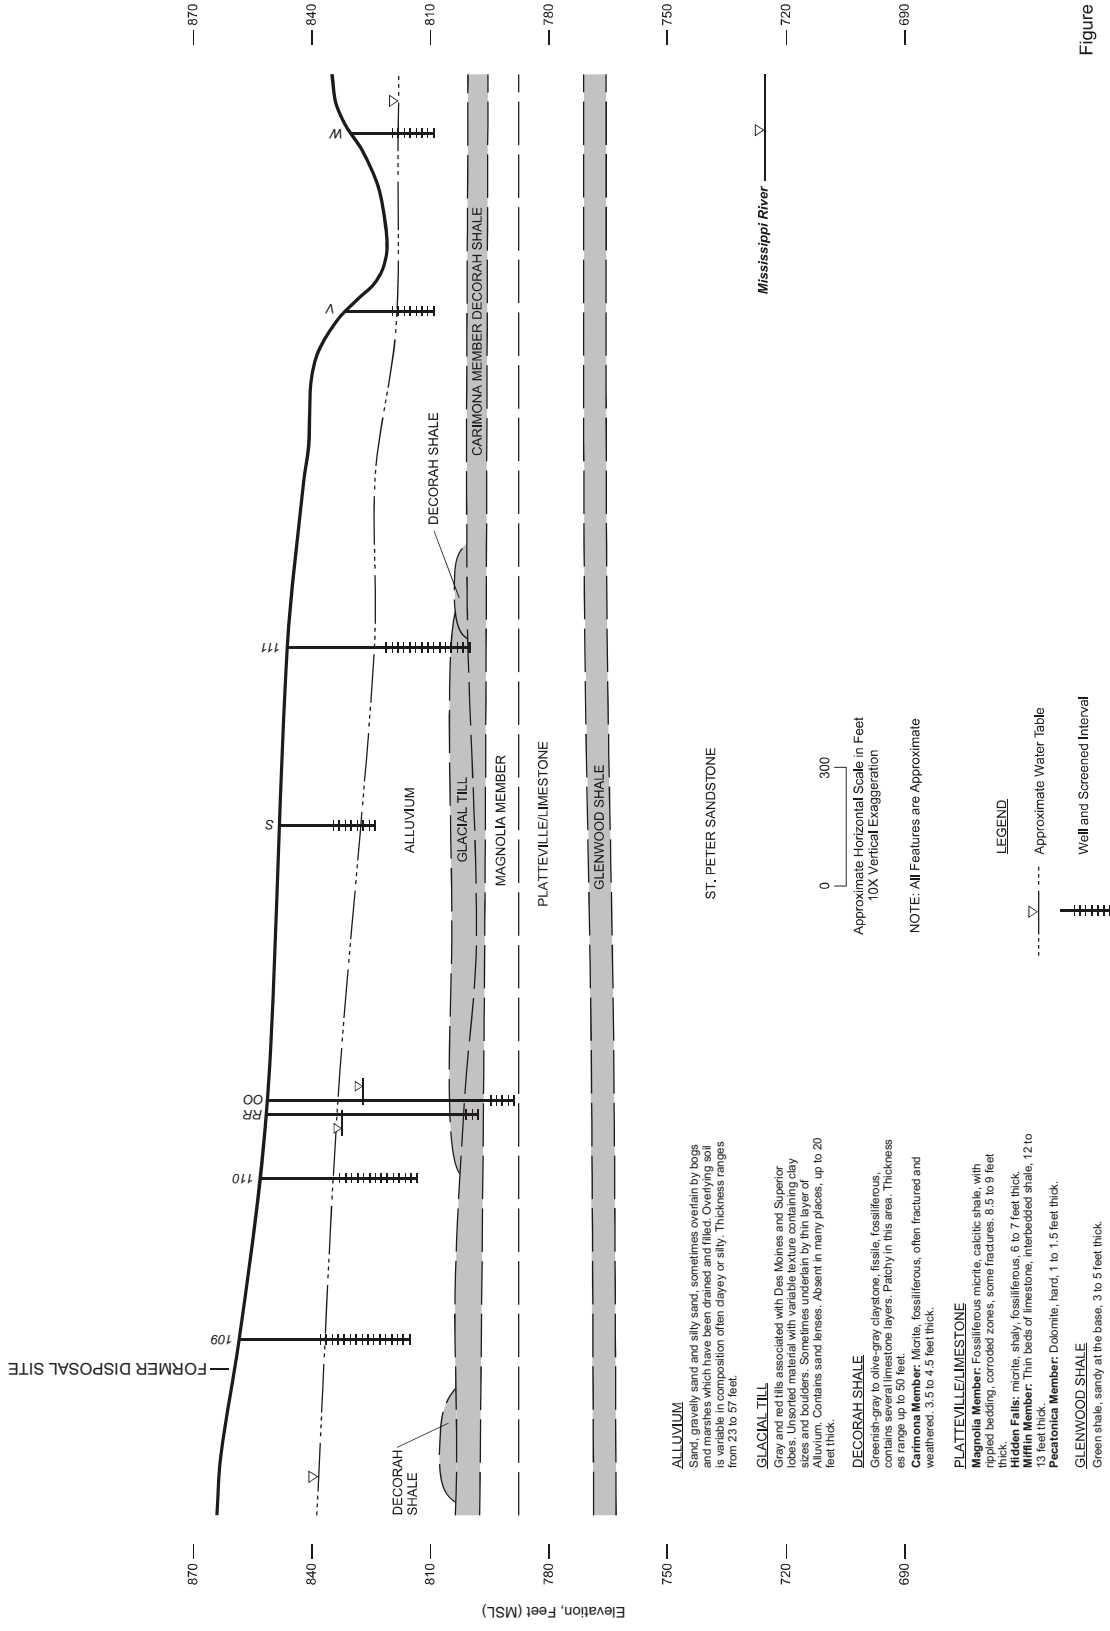 FORMER DISPOSAL SITE
109
110
RR
OO
S
111
V
W
870
840
810
780
750
720
690
870
840
810
780
750
720
690
Elevation, Feet (MSL)
DECORAH
SHALE
ALLUVIUM
GLACIAL TILL
DECORAH SHALE
CARIMONA MEMBER DECORAH SHALE
MAGNOLIA MEMBER
PLATTEVILLE/LIMESTONE
GLENWOOD SHALE
ST. PETER SANDSTONE
Mississippi River
ALLUVIUM
Sand, gravelly sand and silty sand, sometimes overlain by bogs
and marshes which have been drained and filled. Overlying soil
is variable in composition often clayey or silty. Thickness ranges
from 23 to 57 feet.
GLACIAL TILL
Gray and red tills associated with Des Moines and Superior
lobes. Unsorted material with variable texture containing clay
sizes and boulders. Sometimes underlain by thin layer of
Alluvium. Contains sand lenses. Absent in many places, up to 20
feet thick.
DECORAH SHALE
Greenish-gray to olive-gray claystone, fissile, fossiliferous,
contains several limestone layers. Patchy in this area. Thickness
es range up to 50 feet.
Carimona Member: Micrite, fossiliferous, often fractured and
weathered. 3.5 to 4.5 feet thick.
PLATTEVILLE/LIMESTONE
Magnolia Member: Fossiliferous micrite, calcitic shale, with
rippled bedding, corroded zones, some fractures. 8.5 to 9 feet
thick.
Hidden Falls: micrite, shaly, fossiliferous, 6 to 7 feet thick.
Mifflin Member: Thin beds of limestone, interbedded shale, 12 to
13 feet thick.
Pecatonica Member: Dolomite, hard, 1 to 1.5 feet thick.
GLENWOOD SHALE
Green shale, sandy at the base, 3 to 5 feet thick.
0 300
Approximate Horizontal Scale in Feet
10X Vertical Exaggeration
NOTE: All Features are Approximate
LEGEND
Approximate Water Table
Well and Screened Interval
Figure